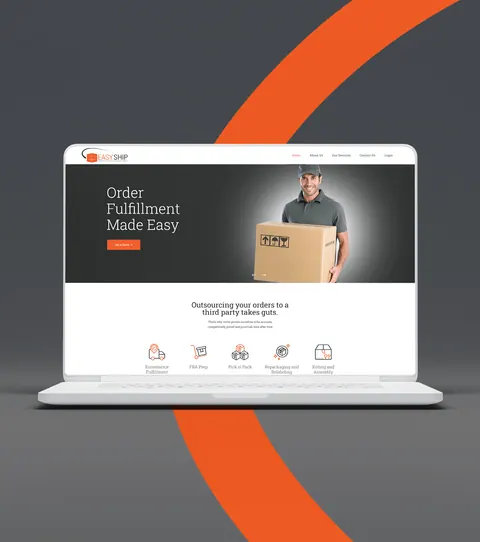 EASYSHIP
Home About Us Our Services Contact Us Login
Order
Fulfillment
Made Easy
Outsourcing your orders to a
third party takes guts.
Ecommerce
Fulfillment
FBA Prep
Pick n Pack
Repackaging and
Relabeling
Kitting and
Assembly